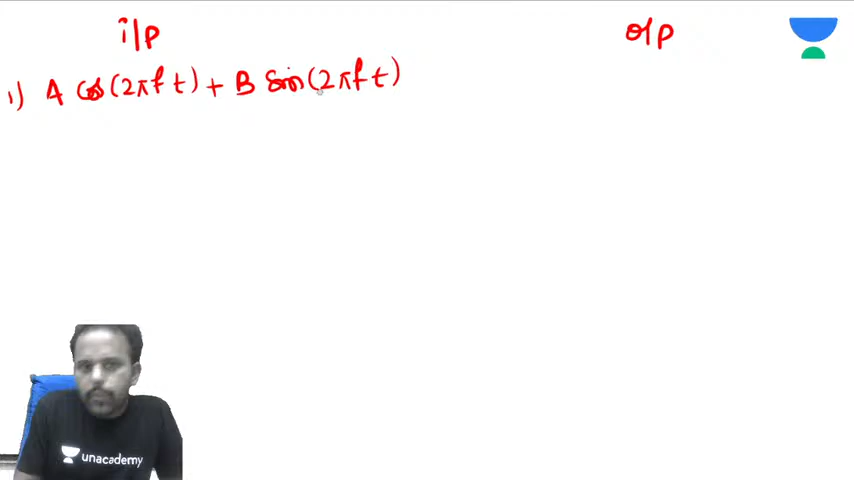 i/p o/p
1) A cos(2πft) + B sin(2πft)
unacademy